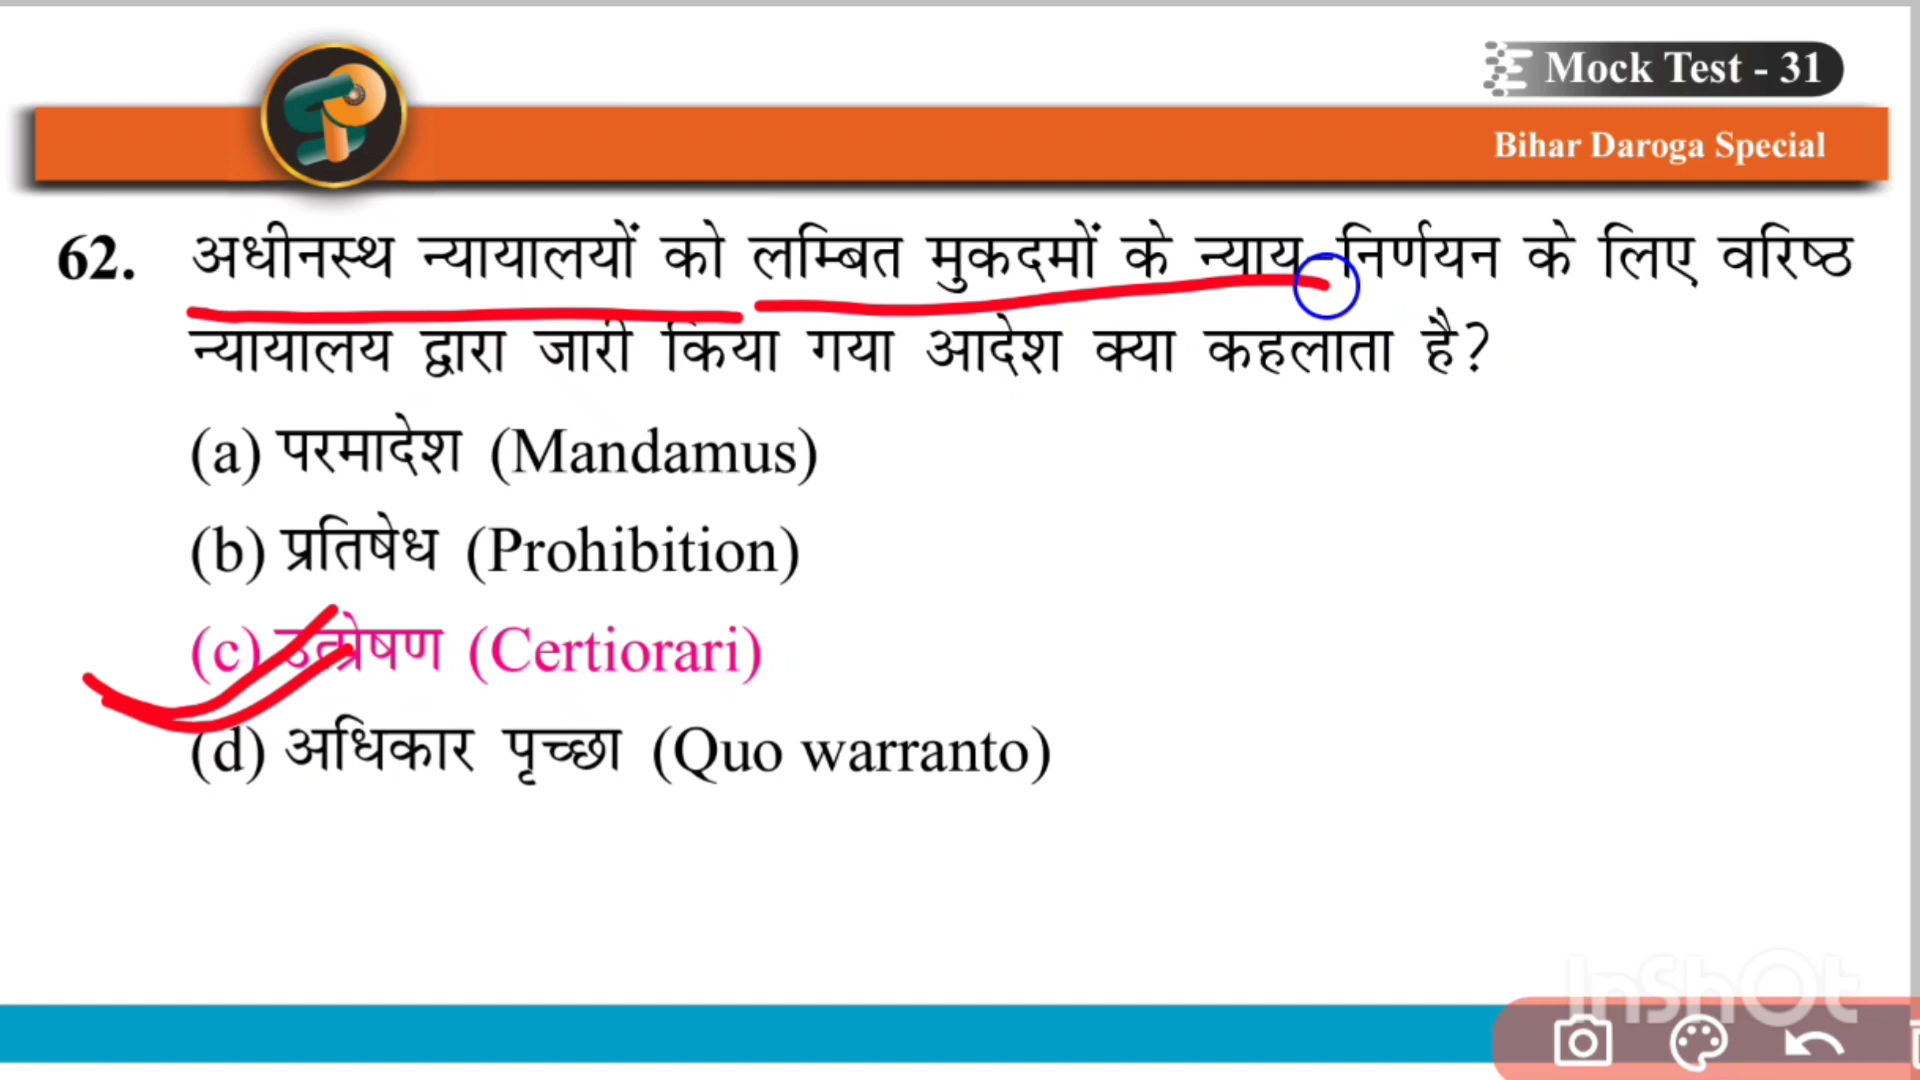 Mock Test - 31
Bihar Daroga Special
62. अधीनस्थ न्यायालयों को लम्बित मुकदमों के न्याय-निर्णयन के लिए वरिष्ठ
न्यायालय द्वारा जारी किया गया आदेश क्या कहलाता है?
(a) परमादेश (Mandamus)
(b) प्रतिषेध (Prohibition)
(c) उत्प्रेषण (Certiorari)
(d) अधिकार पृच्छा (Quo warranto)
InShOt